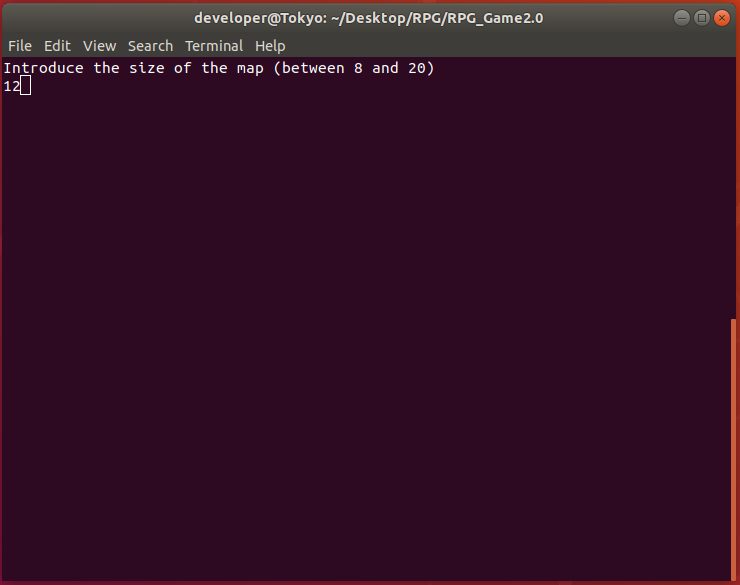 developer@Tokyo: ~/Desktop/RPG/RPG_Game2.0
File Edit View Search Terminal Help
Introduce the size of the map (between 8 and 20)
12